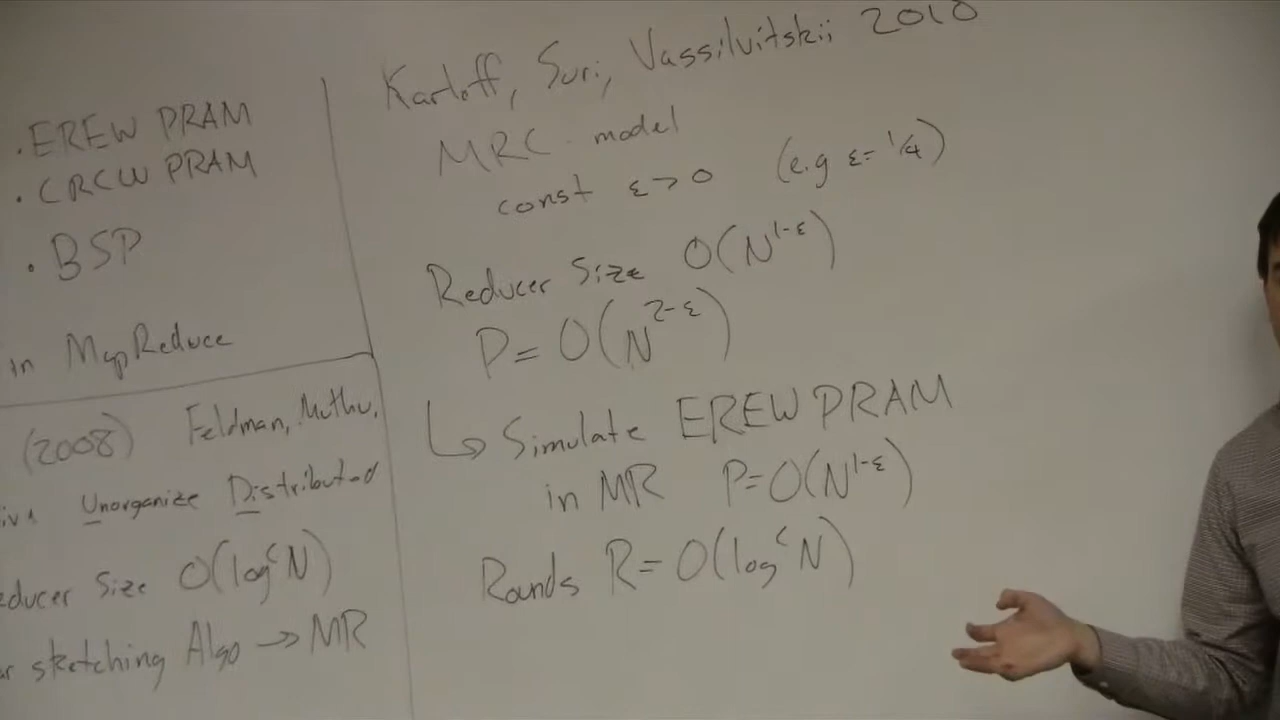 . EREW PRAM
. CRCW PRAM
. BSP
in MapReduce
(2008) Feldman, Muthu,
Unorganize Distributed
Size O(log^c N)
sketching Algo → MR
Karloff, Suri, Vassilvitskii 2010
MRC model
const ε > 0 (e.g ε = 1/4)
Reducer Size O(N^{1-ε})
P = O(N^{2-ε})
↳ Simulate EREW PRAM
in MR P = O(N^{1-ε})
Rounds R = O(log^c N)